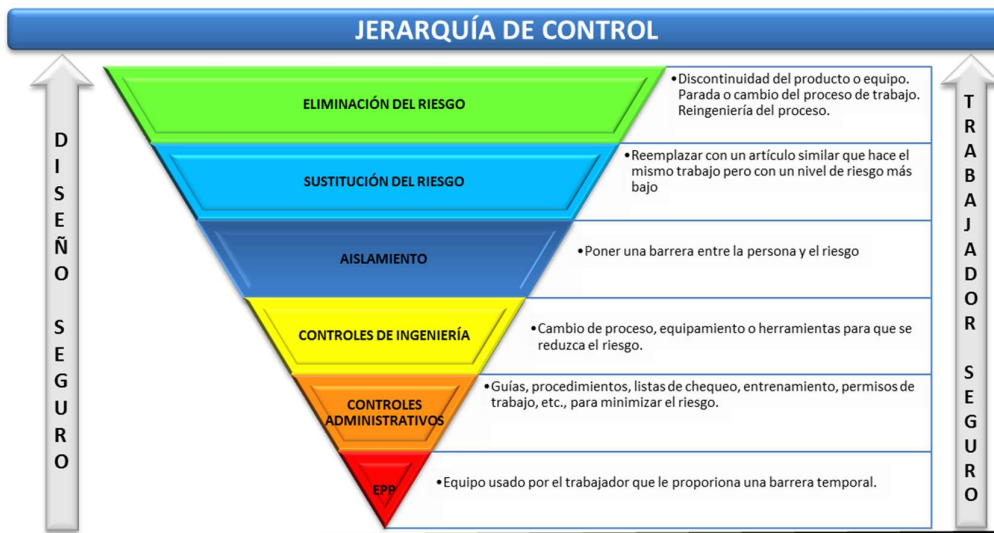 JERARQUÍA DE CONTROL
DISEÑO SEGURO
ELIMINACIÓN DEL RIESGO
•Discontinuidad del producto o equipo.
Parada o cambio del proceso de trabajo.
Reingeniería del proceso.
SUSTITUCIÓN DEL RIESGO
•Reemplazar con un artículo similar que hace el
mismo trabajo pero con un nivel de riesgo más
bajo
AISLAMIENTO
•Poner una barrera entre la persona y el riesgo
CONTROLES DE INGENIERÍA
•Cambio de proceso, equipamiento o herramientas para que se
reduzca el riesgo.
CONTROLES
ADMINISTRATIVOS
•Guías, procedimientos, listas de chequeo, entrenamiento, permisos de
trabajo, etc., para minimizar el riesgo.
EPP
•Equipo usado por el trabajador que le proporiona una barrera temporal.
TRABAJADOR SEGURO